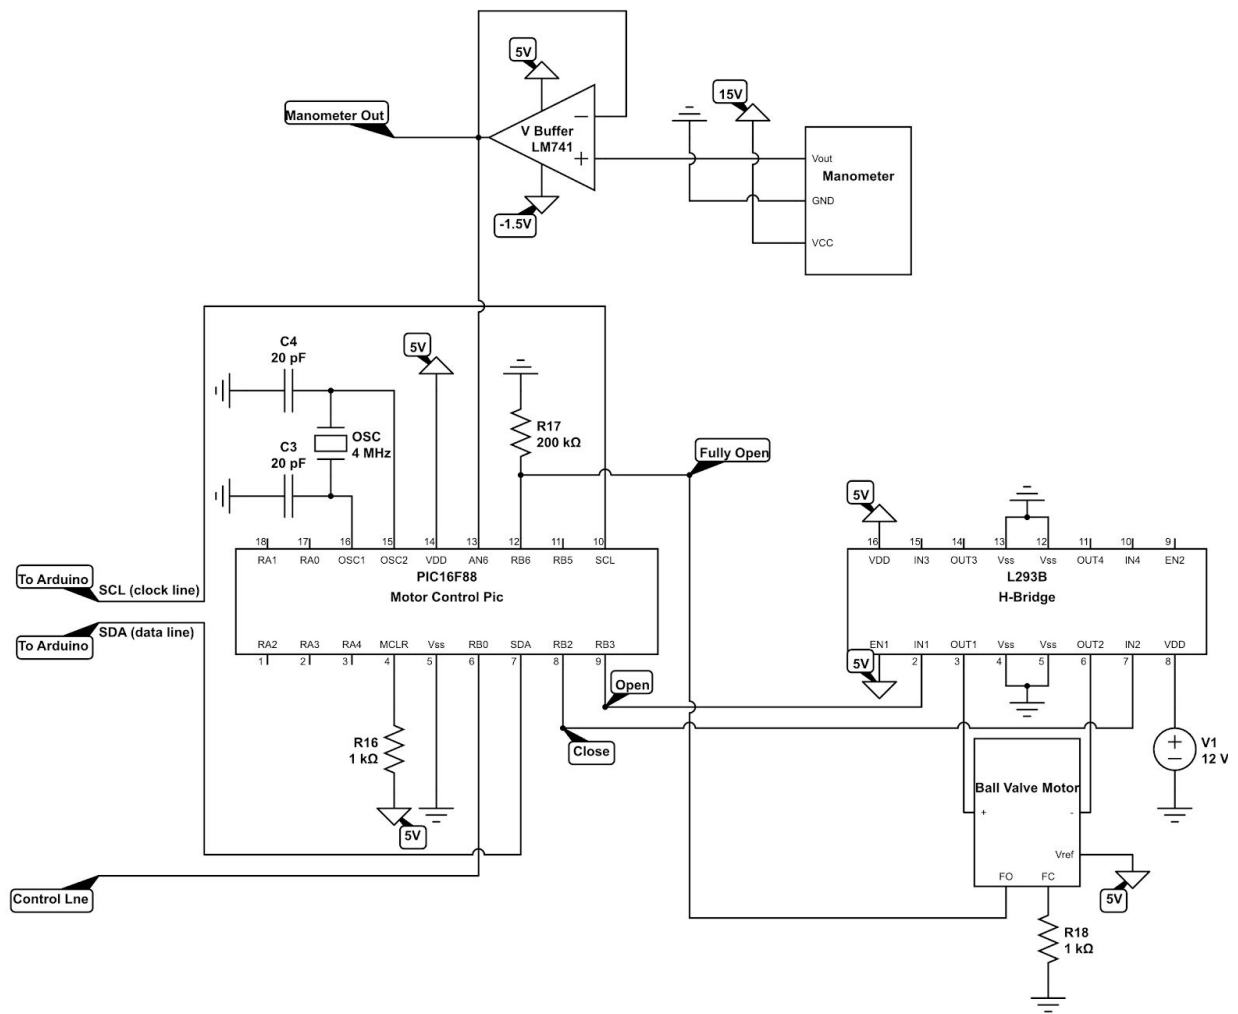 5V
15V
Manometer Out
V Buffer
LM741
−
+
Vout
Manometer
GND
VCC
-1.5V
C4
20 pF
5V
R17
200 kΩ
OSC
4 MHz
C3
20 pF
Fully Open
5V
18 17 16 15 14 13 12 11 10
RA1 RA0 OSC1 OSC2 VDD AN6 RB6 RB5 SCL
PIC16F88
Motor Control Pic
RA2 RA3 RA4 MCLR Vss RB0 SDA RB2 RB3
1 2 3 4 5 6 7 8 9
16 15 14 13 12 11 10 9
VDD IN3 OUT3 Vss Vss OUT4 IN4 EN2
L293B
H-Bridge
EN1 IN1 OUT1 Vss Vss OUT2 IN2 VDD
2 3 4 5 6 7 8
5V
To Arduino
SCL (clock line)
SDA (data line)
To Arduino
Open
Close
R16
1 kΩ
5V
+
−
V1
12 V
Ball Valve Motor
+ -
Vref
FO FC
5V
Control Lne
R18
1 kΩ